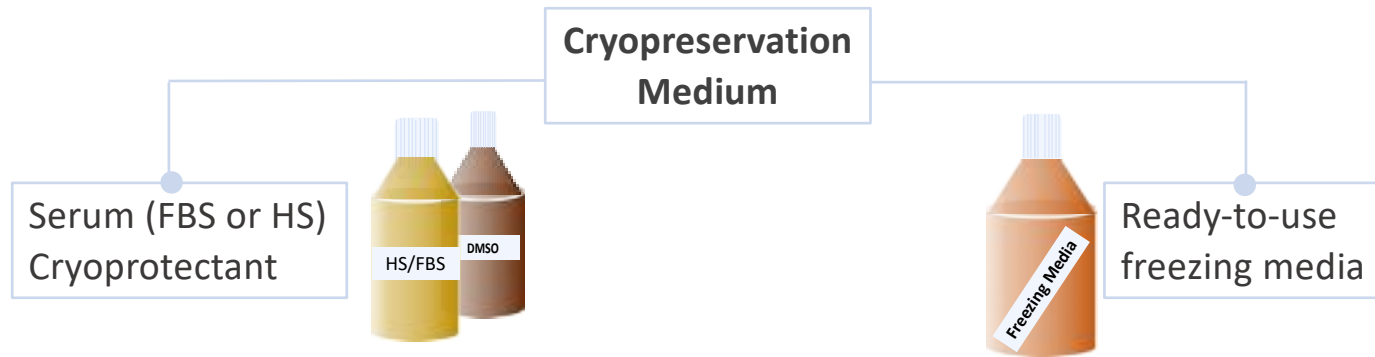 Cryopreservation
Medium
Serum (FBS or HS)
Cryoprotectant
HS/FBS
DMSO
Freezing Media
Ready-to-use
freezing media